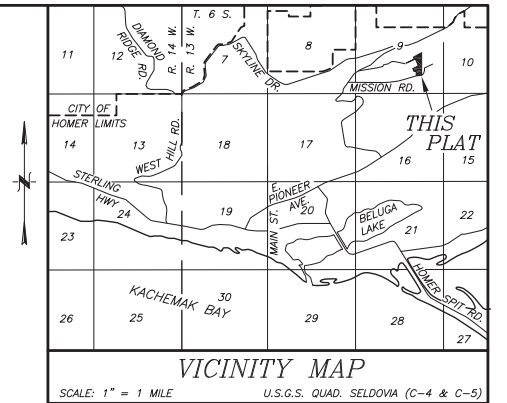 T. 6 S.
R. 14 W.
R. 13 W.
DIAMOND
RIDGE RD.
SKYLINE DR.
11
12
7
8
9
10
MISSION RD.
CITY OF
HOMER LIMITS
THIS
PLAT
14
13
18
17
16
15
WEST HILL RD.
STERLING
HWY
E.
PIONEER
AVE.
MAIN ST.
BELUGA
LAKE
23
24
19
20
21
22
HOMER SPIT RD.
KACHEMAK BAY
26
25
30
29
28
27
N
VICINITY MAP
SCALE: 1" = 1 MILE
U.S.G.S. QUAD. SELDOVIA (C-4 & C-5)